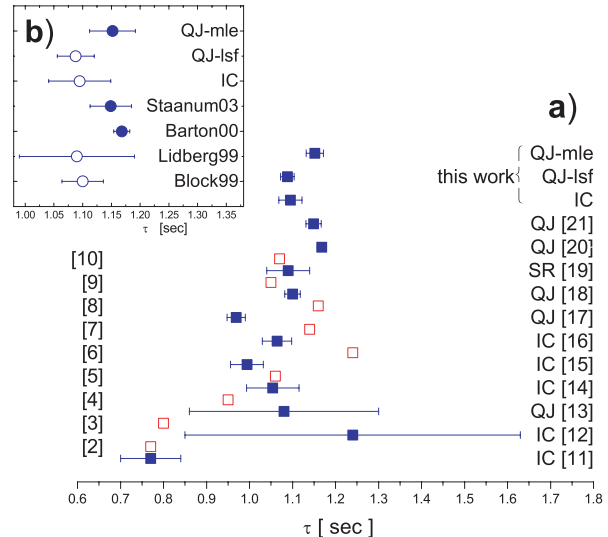 b)
QJ-mle
QJ-lsf
IC
Staanum03
Barton00
Lidberg99
Block99
1.00 1.05 1.10 1.15 1.20 1.25 1.30 1.35
τ [sec]
a)
this work
QJ-mle
QJ-lsf
IC
QJ [21]
QJ [20]
SR [19]
QJ [18]
QJ [17]
IC [16]
IC [15]
IC [14]
QJ [13]
IC [12]
IC [11]
[10]
[9]
[8]
[7]
[6]
[5]
[4]
[3]
[2]
0.6 0.7 0.8 0.9 1.0 1.1 1.2 1.3 1.4 1.5 1.6 1.7 1.8
τ [ sec ]